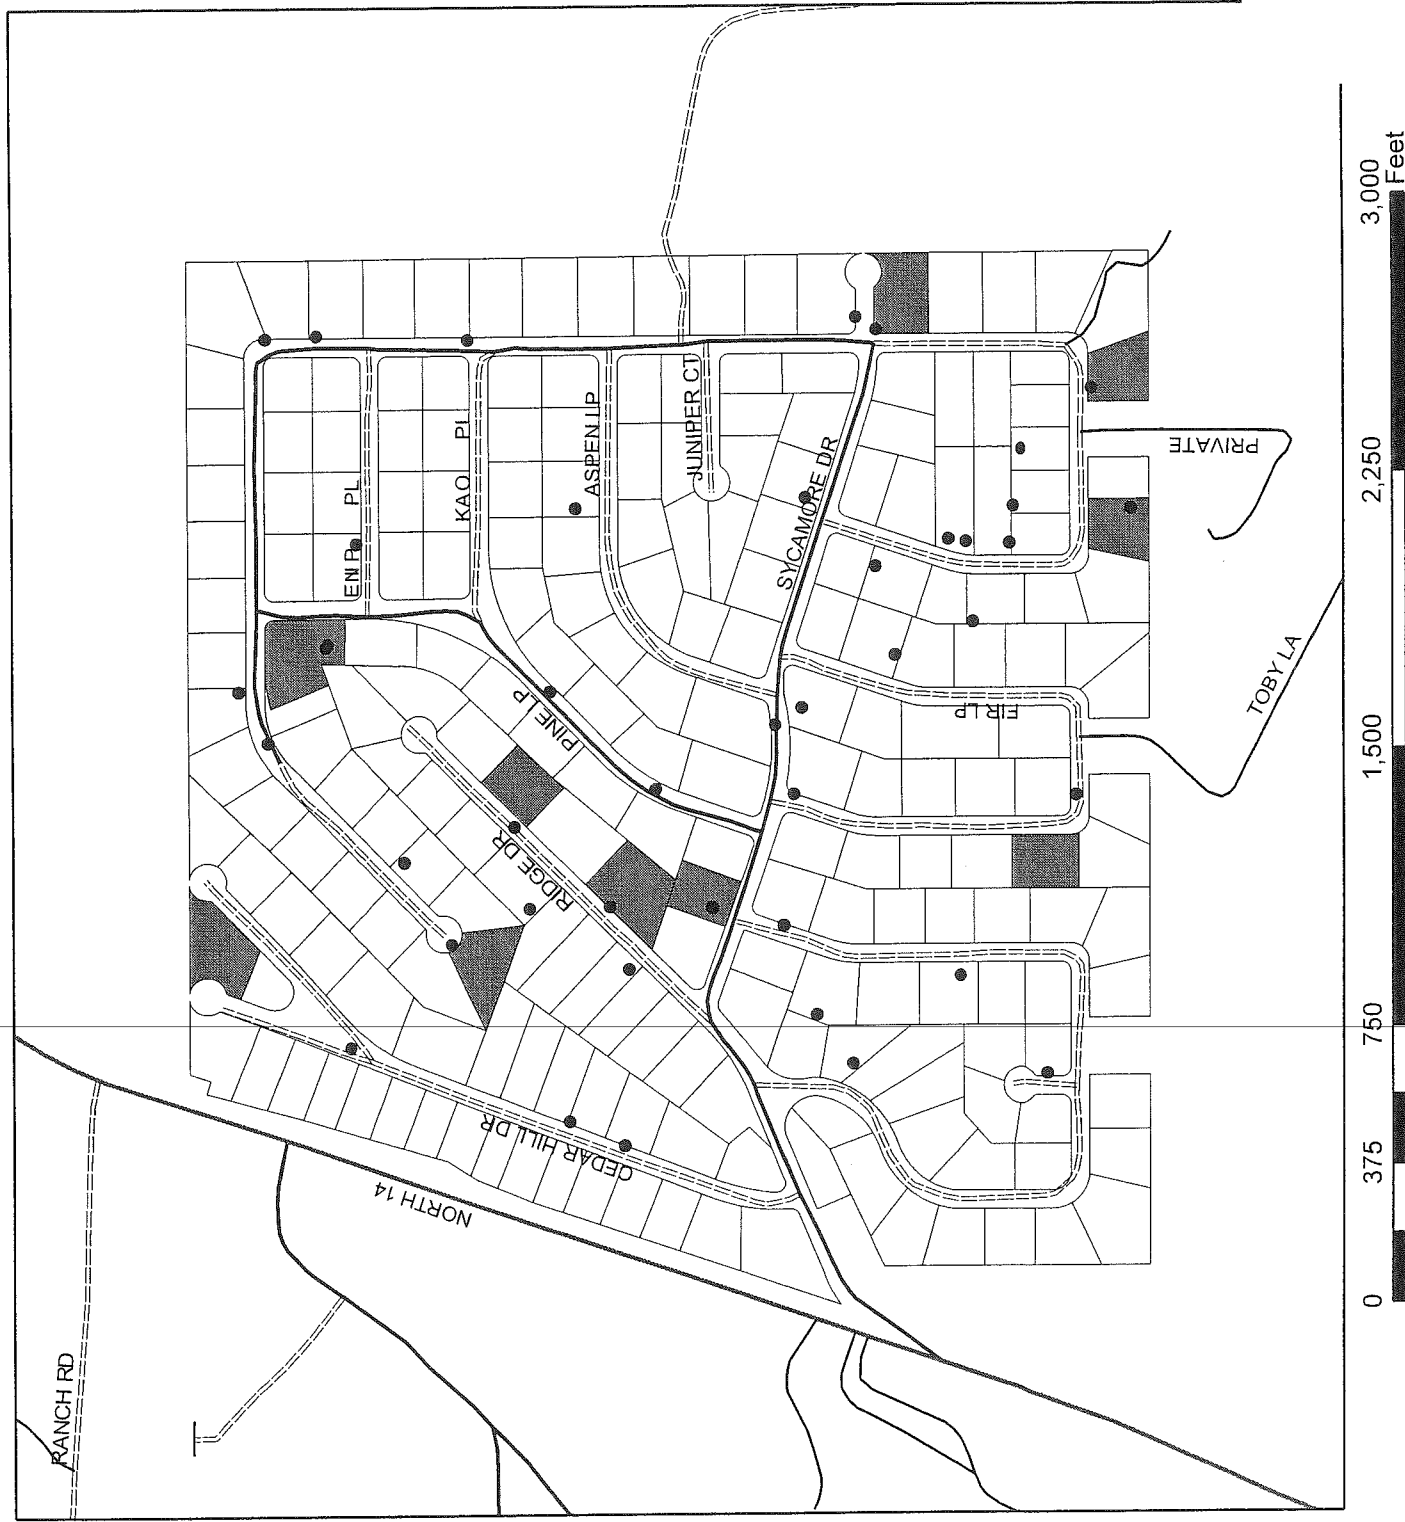 RANCH RD
NORTH 14
CEDAR HILL DR
RIDGE DR
PINE LP
EN P PL
KAO PL
ASPEN LP
JUNIPER CT
SYCAMORE DR
FIR LP
PRIVATE
TOBY LA
0 375 750 1,500 2,250 3,000
Feet